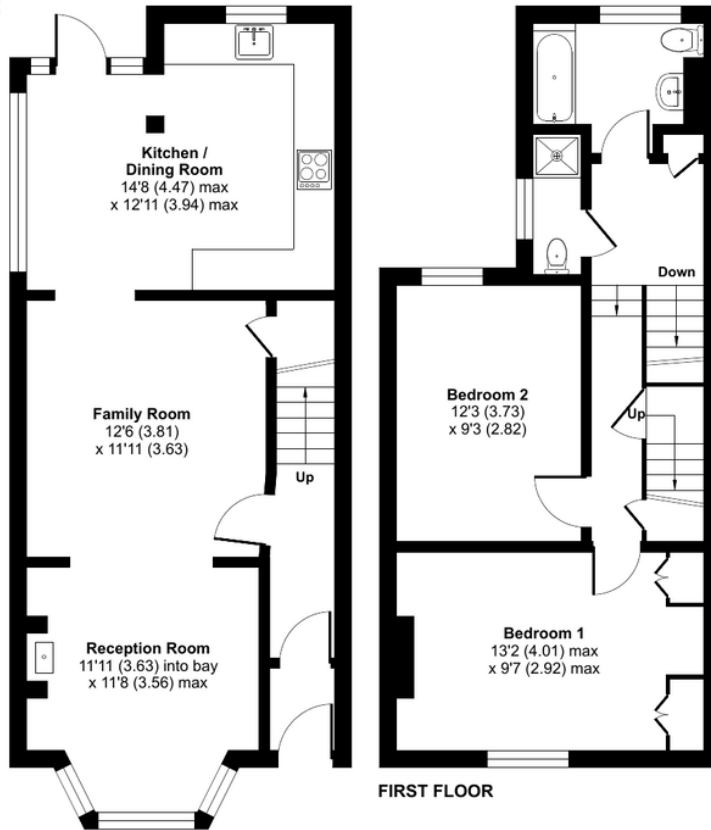 Kitchen /
Dining Room
14'8 (4.47) max
x 12'11 (3.94) max
Family Room
12'6 (3.81)
x 11'11 (3.63)
Up
Reception Room
11'11 (3.63) into bay
x 11'8 (3.56) max
Down
Bedroom 2
12'3 (3.73)
x 9'3 (2.82)
Up
Bedroom 1
13'2 (4.01) max
x 9'7 (2.92) max
FIRST FLOOR